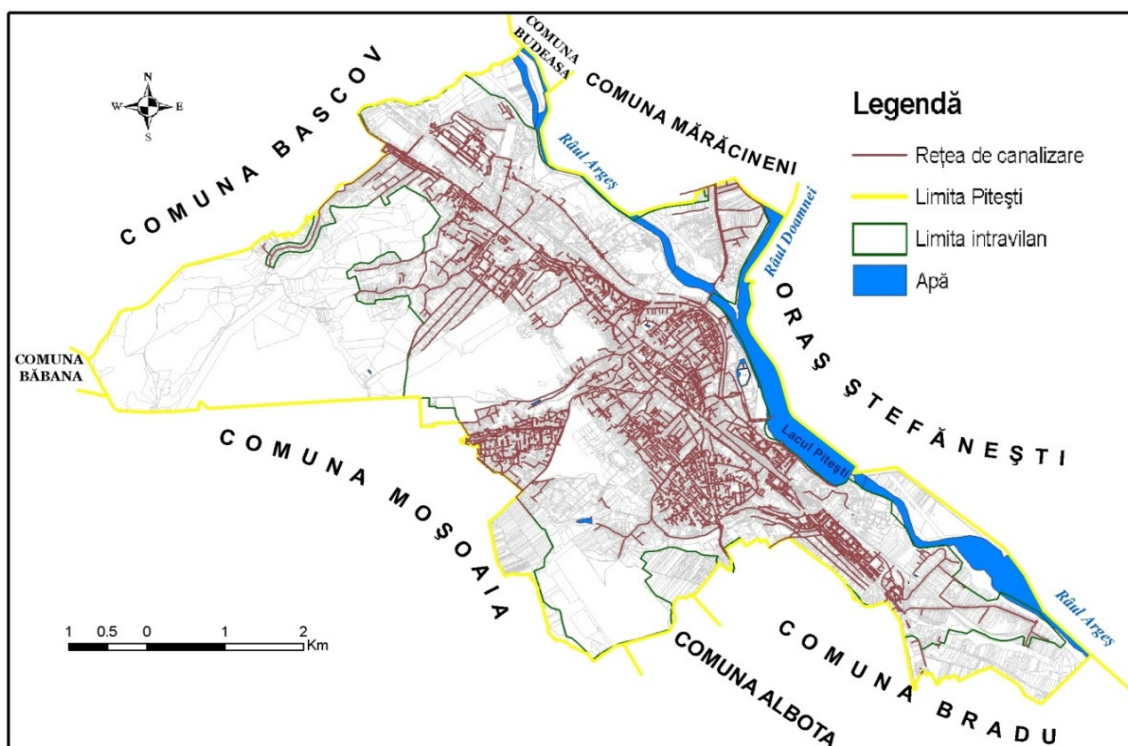 COMUNA
BUDEASA
COMUNA MĂRĂCINENI
COMUNA BASCOV
N
W E
S
Râul Argeş
Râul Doamnei
Legendă
Reţea de canalizare
Limita Piteşti
Limita intravilan
Apă
ORAŞ ŞTEFĂNEŞTI
COMUNA
BĂBANA
COMUNA MOŞOAIA
Lacul Piteşti
Râul Argeş
COMUNA ALBOTA
COMUNA BRADU
1 0.5 0 1 2
Km